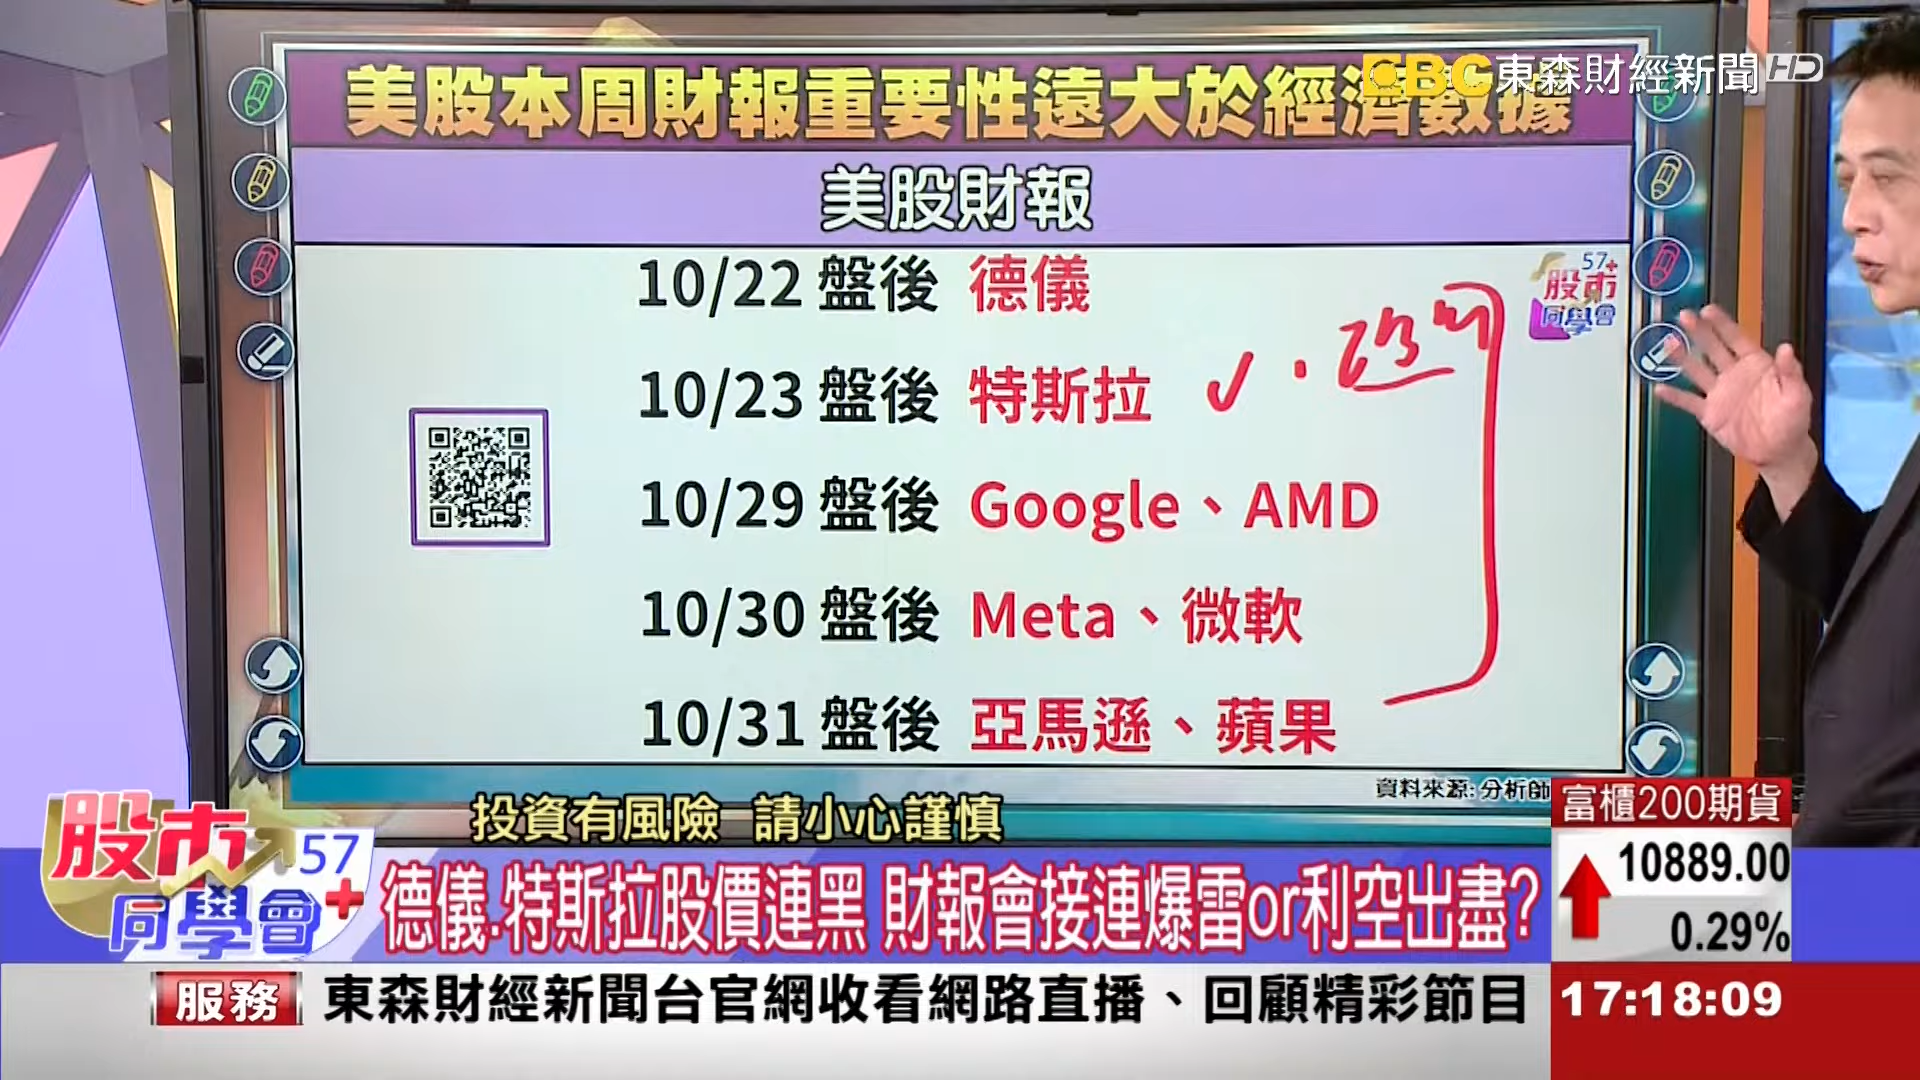 美股本周財報重要性遠大於經濟數據
EBC東森財經新聞HD
美股財報
10/22 盤後 德儀
10/23 盤後 特斯拉
10/29 盤後 Google、AMD
10/30 盤後 Meta、微軟
10/31 盤後 亞馬遜、蘋果
57+
股市
同學會
資料來源:分析師
投資有風險 請小心謹慎
富櫃200期貨
10889.00
0.29%
股市
57+
同學會
德儀.特斯拉股價連黑 財報會接連爆雷or利空出盡?
服務
東森財經新聞台官網收看網路直播、回顧精彩節目
17:18:09